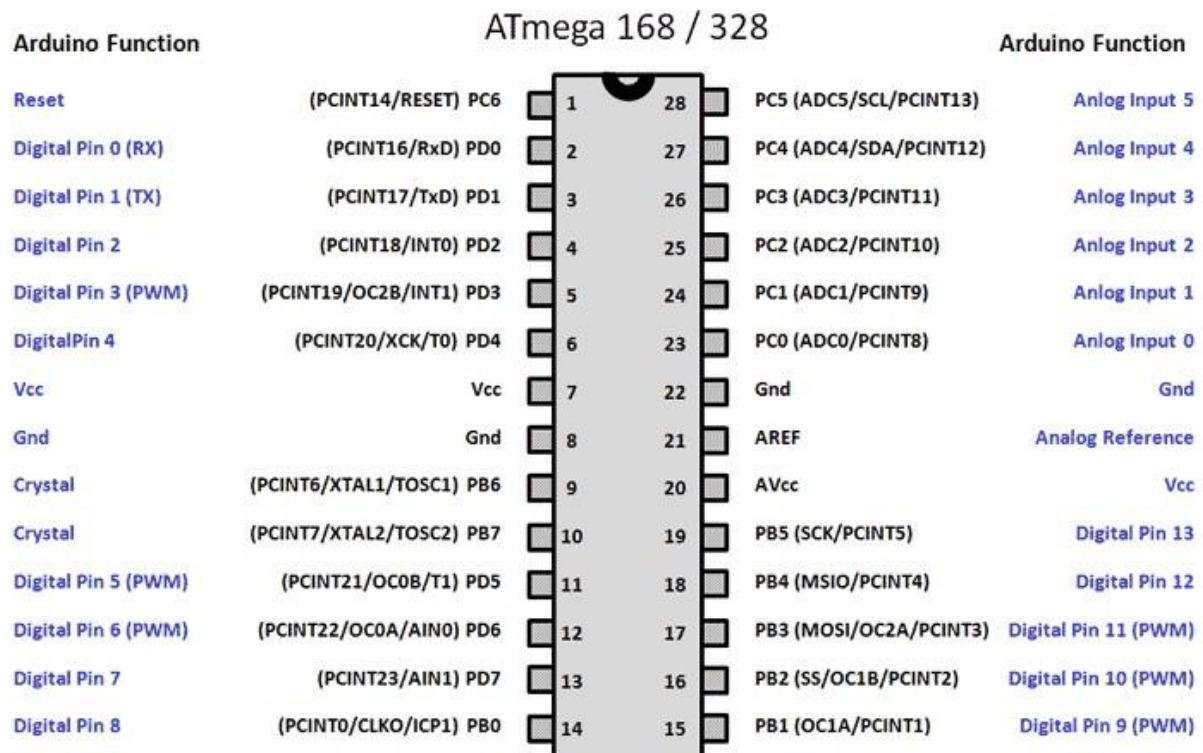 ATmega 168 / 328
Arduino Function Arduino Function
Reset (PCINT14/RESET) PC6 1 28 PC5 (ADC5/SCL/PCINT13) Anlog Input 5
Digital Pin 0 (RX) (PCINT16/RxD) PD0 2 27 PC4 (ADC4/SDA/PCINT12) Anlog Input 4
Digital Pin 1 (TX) (PCINT17/TxD) PD1 3 26 PC3 (ADC3/PCINT11) Anlog Input 3
Digital Pin 2 (PCINT18/INT0) PD2 4 25 PC2 (ADC2/PCINT10) Anlog Input 2
Digital Pin 3 (PWM) (PCINT19/OC2B/INT1) PD3 5 24 PC1 (ADC1/PCINT9) Anlog Input 1
DigitalPin 4 (PCINT20/XCK/T0) PD4 6 23 PC0 (ADC0/PCINT8) Anlog Input 0
Vcc Vcc 7 22 Gnd Gnd
Gnd Gnd 8 21 AREF Analog Reference
Crystal (PCINT6/XTAL1/TOSC1) PB6 9 20 AVcc Vcc
Crystal (PCINT7/XTAL2/TOSC2) PB7 10 19 PB5 (SCK/PCINT5) Digital Pin 13
Digital Pin 5 (PWM) (PCINT21/OC0B/T1) PD5 11 18 PB4 (MSIO/PCINT4) Digital Pin 12
Digital Pin 6 (PWM) (PCINT22/OC0A/AIN0) PD6 12 17 PB3 (MOSI/OC2A/PCINT3) Digital Pin 11 (PWM)
Digital Pin 7 (PCINT23/AIN1) PD7 13 16 PB2 (SS/OC1B/PCINT2) Digital Pin 10 (PWM)
Digital Pin 8 (PCINT0/CLKO/ICP1) PB0 14 15 PB1 (OC1A/PCINT1) Digital Pin 9 (PWM)